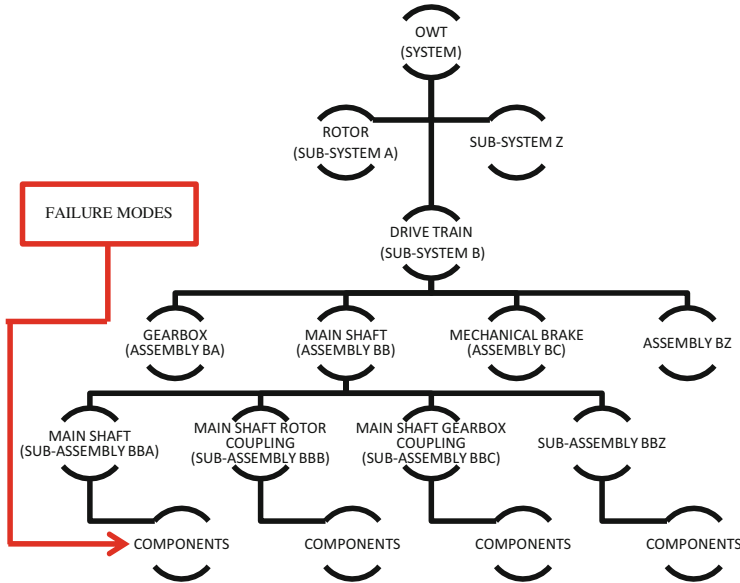 OWT
(SYSTEM)
ROTOR
(SUB-SYSTEM A)
SUB-SYSTEM Z
FAILURE MODES
DRIVE TRAIN
(SUB-SYSTEM B)
GEARBOX
(ASSEMBLY BA)
MAIN SHAFT
(ASSEMBLY BB)
MECHANICAL BRAKE
(ASSEMBLY BC)
ASSEMBLY BZ
MAIN SHAFT
(SUB-ASSEMBLY BBA)
MAIN SHAFT ROTOR
COUPLING
(SUB-ASSEMBLY BBB)
MAIN SHAFT GEARBOX
COUPLING
(SUB-ASSEMBLY BBC)
SUB-ASSEMBLY BBZ
COMPONENTS
COMPONENTS
COMPONENTS
COMPONENTS